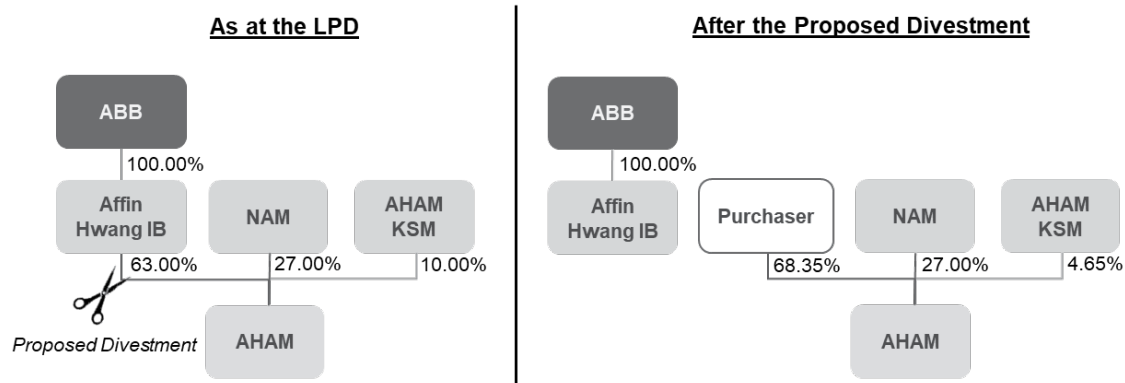 As at the LPD
ABB
100.00%
Affin
Hwang IB
NAM
AHAM
KSM
63.00%
27.00%
10.00%
Proposed Divestment
AHAM
After the Proposed Divestment
ABB
100.00%
Affin
Hwang IB
Purchaser
NAM
AHAM
KSM
68.35%
27.00%
4.65%
AHAM